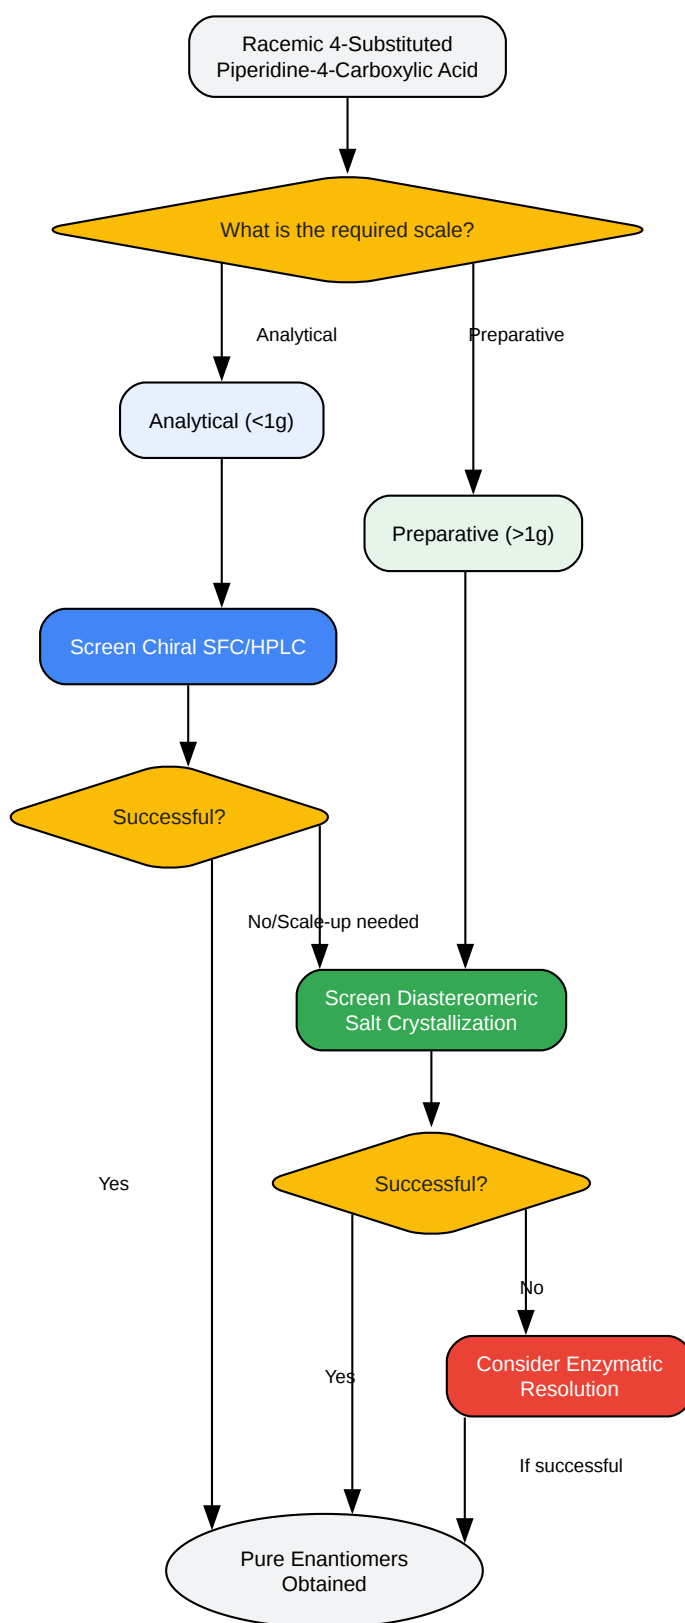 Racemic 4-Substituted
Piperidine-4-Carboxylic Acid
What is the required scale?
Analytical
Preparative
Analytical (<1g)
Preparative (>1g)
Screen Chiral SFC/HPLC
Successful?
No/Scale-up needed
Screen Diastereomeric
Salt Crystallization
Yes
Successful?
No
Yes
Consider Enzymatic
Resolution
If successful
Pure Enantiomers
Obtained